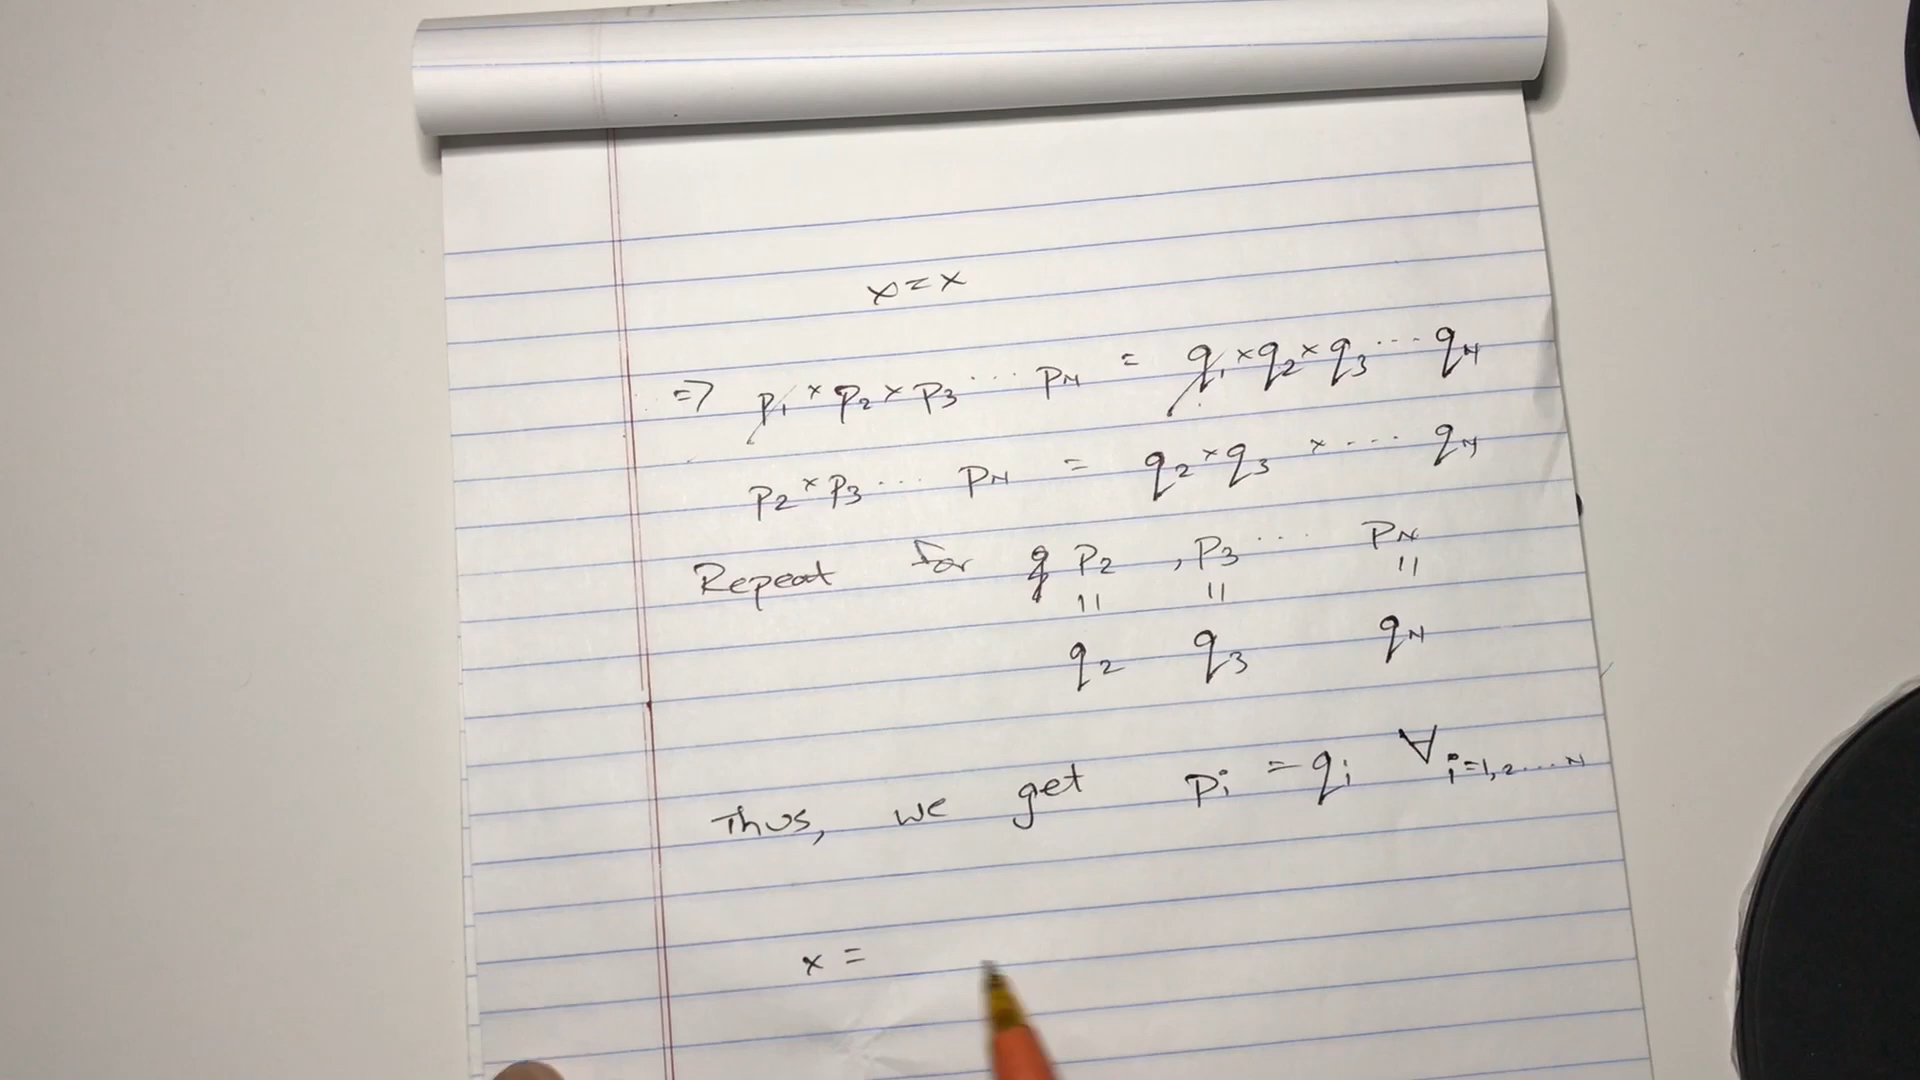 x = x
=> p₁ × p₂ × p₃ ... pₙ = q₁ × q₂ × q₃ ... qₙ
p₂ × p₃ ... pₙ = q₂ × q₃ × ... qₙ
Repeat for p₂ , p₃ ... pₙ
|| || ||
q₂ q₃ qₙ
Thus, we get pᵢ = qᵢ ∀ i=1,2....N
x =